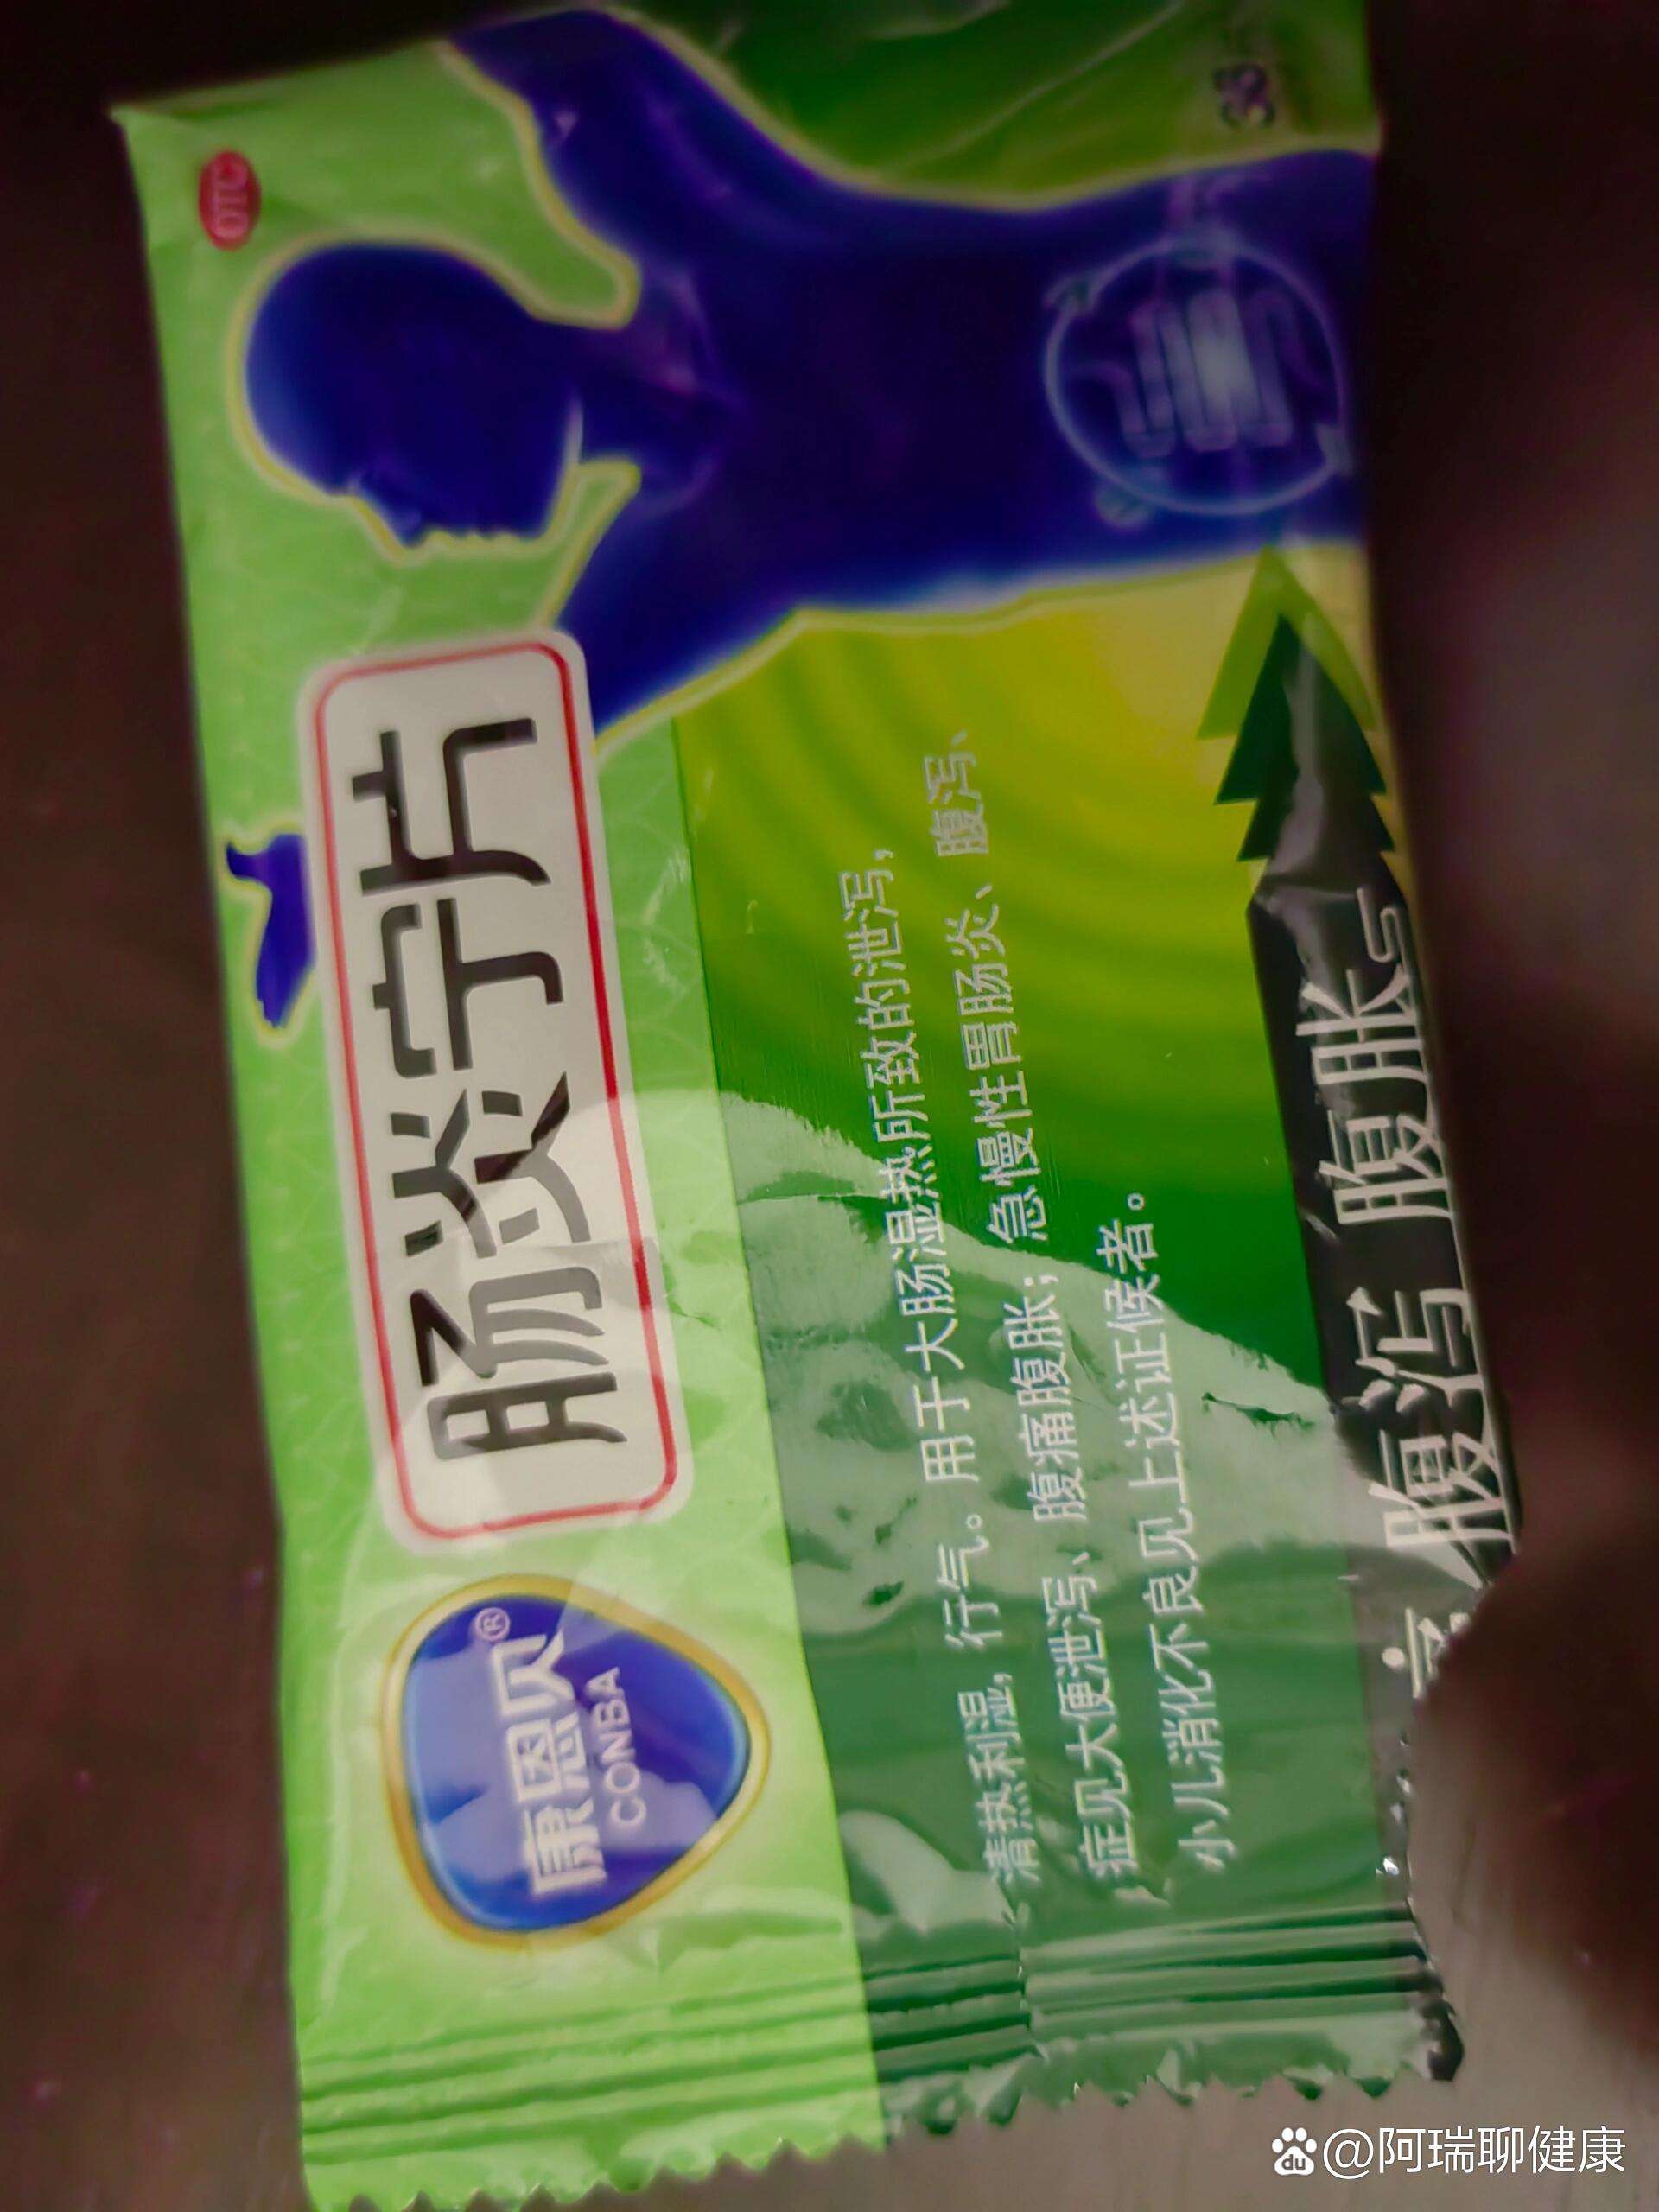 OTC
康恩贝®
CONBA
肠炎宁片
清热利湿,行气。用于大肠湿热所致的泄泻,
症见大便泄泻、腹痛腹胀;急慢性胃肠炎、腹泻、
小儿消化不良见上述证候者。
腹泻 腹胀
@阿瑞聊健康